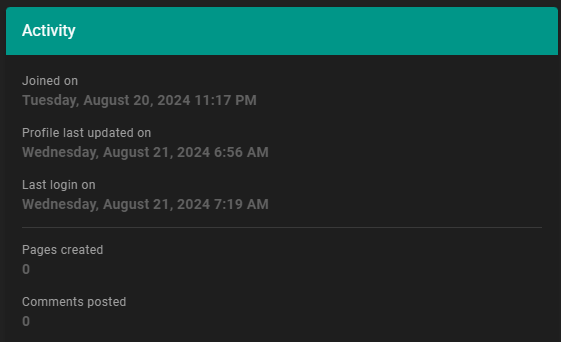 Activity
Joined on
Tuesday, August 20, 2024 11:17 PM
Profile last updated on
Wednesday, August 21, 2024 6:56 AM
Last login on
Wednesday, August 21, 2024 7:19 AM
Pages created
0
Comments posted
0